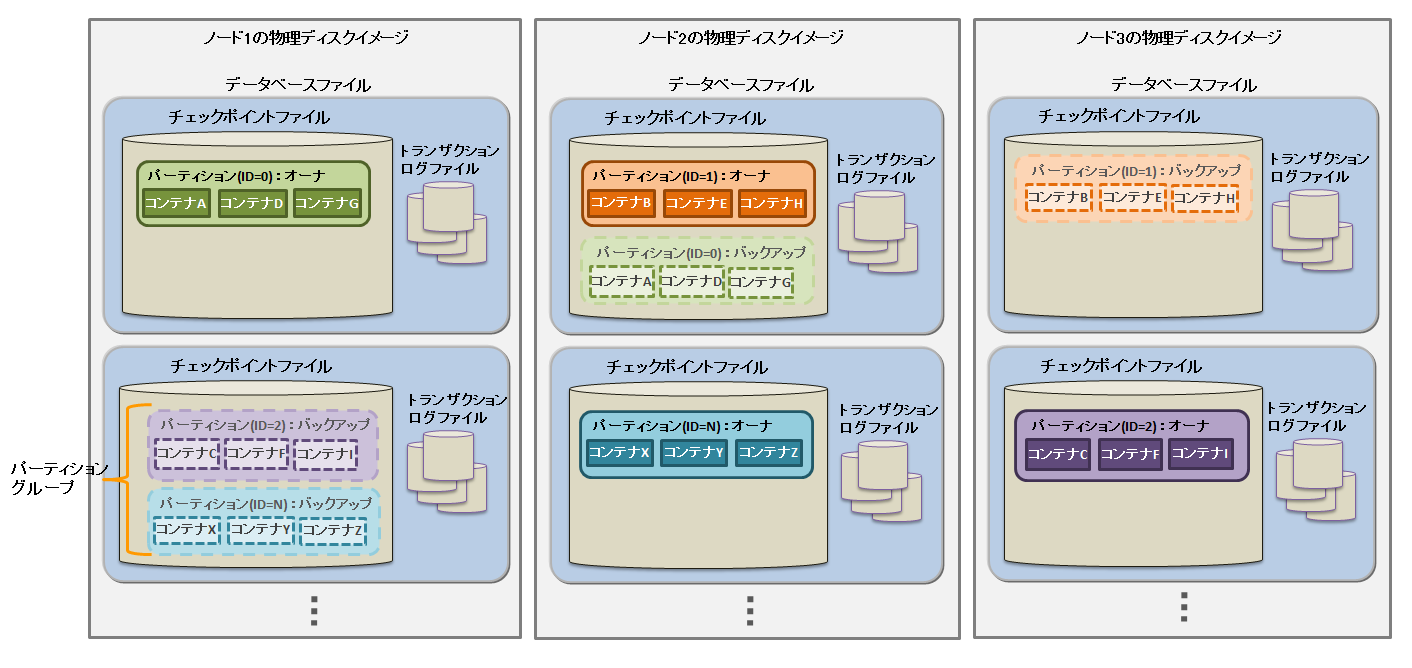 ノード1の物理ディスクイメージ
データベースファイル
チェックポイントファイル
トランザクション
ログファイル
パーティション(ID=0):オーナ
コンテナA コンテナD コンテナG
チェックポイントファイル
トランザクション
ログファイル
パーティション(ID=2):バックアップ
コンテナC コンテナF コンテナI
パーティション(ID=N):バックアップ
コンテナX コンテナY コンテナZ
パーティション
グループ
ノード2の物理ディスクイメージ
データベースファイル
チェックポイントファイル
トランザクション
ログファイル
パーティション(ID=1):オーナ
コンテナB コンテナE コンテナH
パーティション(ID=0):バックアップ
コンテナA コンテナD コンテナG
チェックポイントファイル
トランザクション
ログファイル
パーティション(ID=N):オーナ
コンテナX コンテナY コンテナZ
ノード3の物理ディスクイメージ
データベースファイル
チェックポイントファイル
トランザクション
ログファイル
パーティション(ID=1):バックアップ
コンテナB コンテナE コンテナH
チェックポイントファイル
トランザクション
ログファイル
パーティション(ID=2):オーナ
コンテナC コンテナF コンテナI